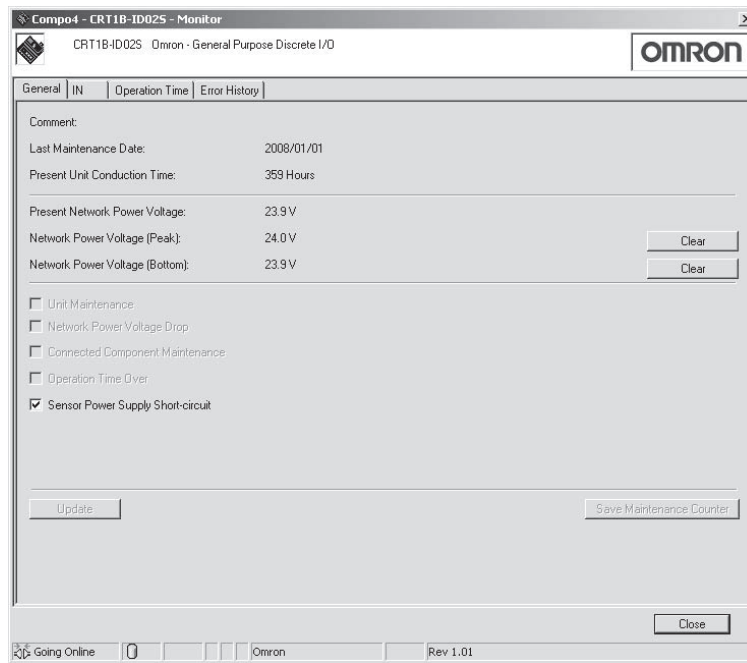 Compo4 - CRT1B-ID02S - Monitor
CRT1B-ID02S Omron - General Purpose Discrete I/O
OMRON
General IN Operation Time Error History
Comment:
Last Maintenance Date: 2008/01/01
Present Unit Conduction Time: 359 Hours
Present Network Power Voltage: 23.9 V
Network Power Voltage (Peak): 24.0 V Clear
Network Power Voltage (Bottom): 23.9 V Clear
Unit Maintenance
Network Power Voltage Drop
Connected Component Maintenance
Operation Time Over
Sensor Power Supply Short-circuit
Update Save Maintenance Counter
Close
Going Online Omron Rev 1.01